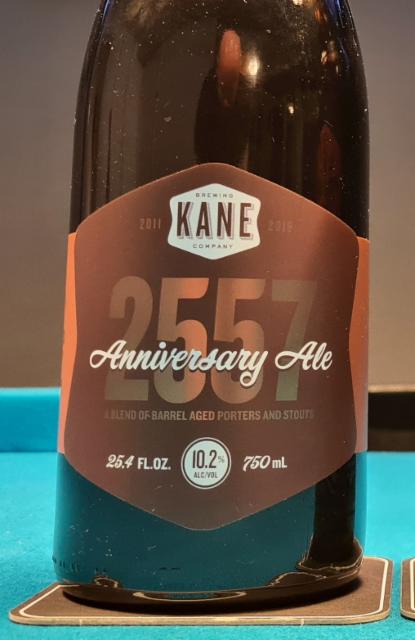 BREWING
2011 KANE 2018
COMPANY
2557
Anniversary Ale
A BLEND OF BARREL AGED PORTERS AND STOUTS
25.4 FL.OZ. 10.2% 750 mL
ALC/VOL